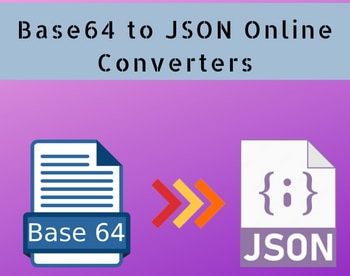 Base64 to JSON Online
Converters
Base 64
{;}
JSON